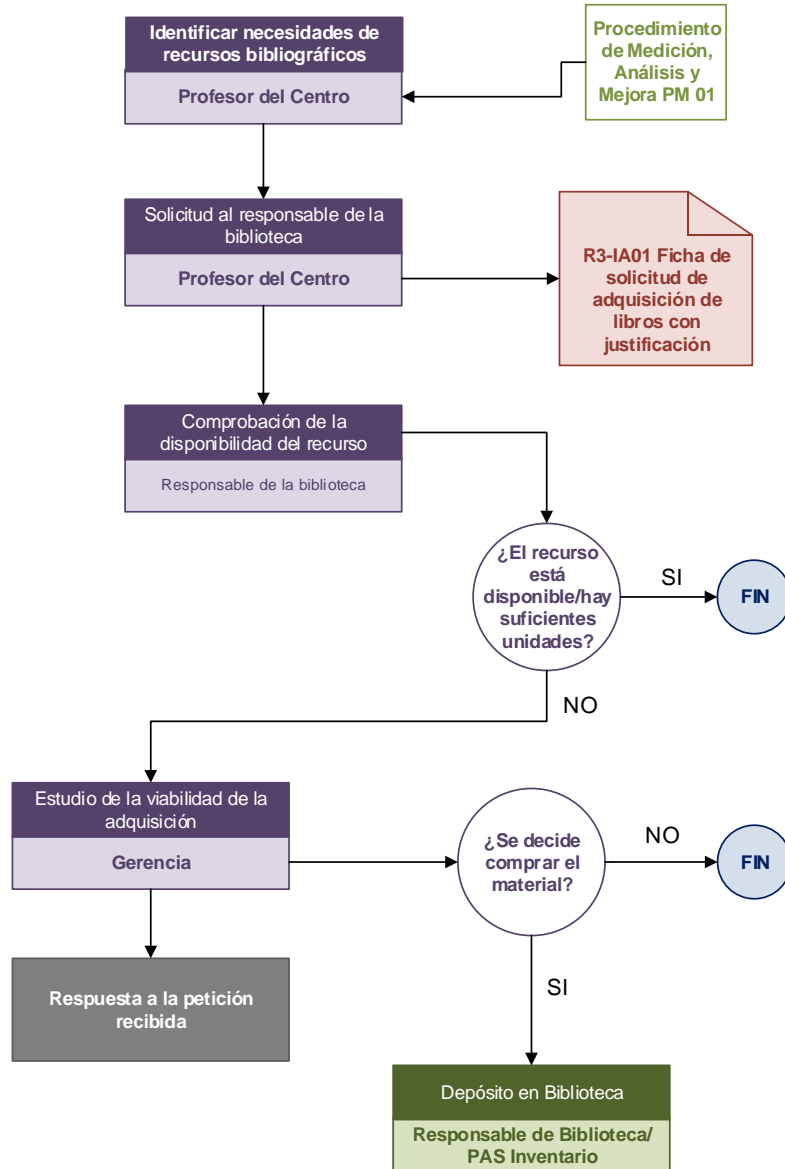 Identificar necesidades de
recursos bibliográficos
Profesor del Centro
Procedimiento
de Medición,
Análisis y
Mejora PM 01
Solicitud al responsable de la
biblioteca
Profesor del Centro
R3-IA01 Ficha de
solicitud de
adquisición de
libros con
justificación
Comprobación de la
disponibilidad del recurso
Responsable de la biblioteca
¿El recurso
está
disponible/hay
suficientes
unidades?
SI
FIN
NO
Estudio de la viabilidad de la
adquisición
Gerencia
¿Se decide
comprar el
material?
NO
FIN
Respuesta a la petición
recibida
SI
Depósito en Biblioteca
Responsable de Biblioteca/
PAS Inventario